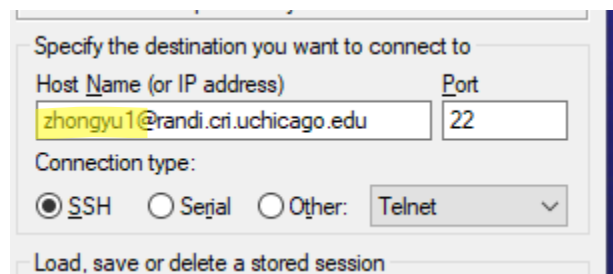 Specify the destination you want to connect to
Host Name (or IP address) Port
zhongyu1@randi.cri.uchicago.edu 22
Connection type:
SSH Serial Other: Telnet
Load, save or delete a stored session